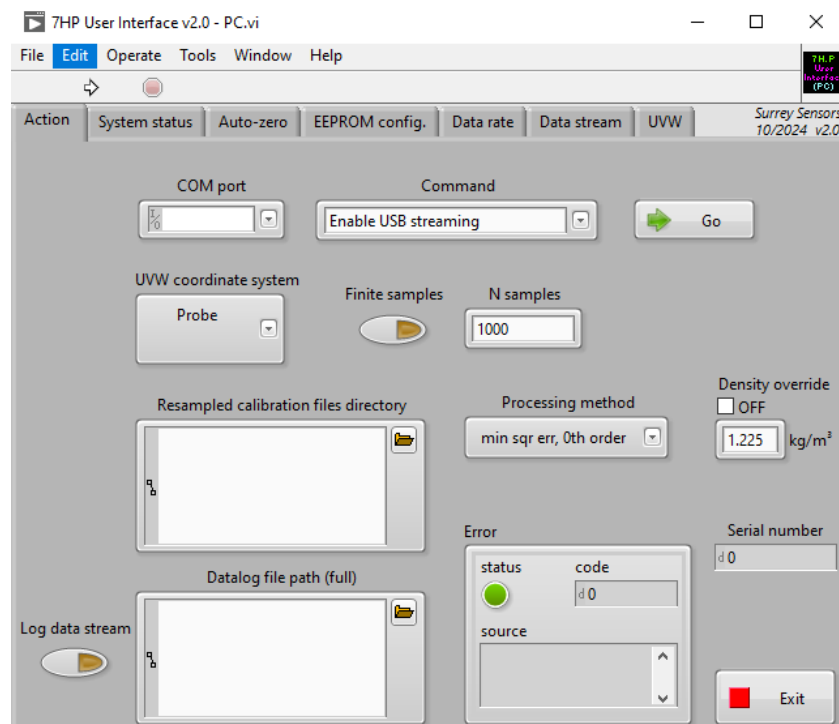 7HP User Interface v2.0 - PC.vi
File Edit Operate Tools Window Help
7H.P
User
Interface
(PC)
Action System status Auto-zero EEPROM config. Data rate Data stream UVW
Surrey Sensors
10/2024 v2.0
COM port
Command
I/O
Enable USB streaming
Go
UVW coordinate system
Probe
Finite samples
N samples
1000
Resampled calibration files directory
Processing method
min sqr err, 0th order
Density override
OFF
1.225 kg/m³
Error
status
code
d 0
source
Serial number
d 0
Datalog file path (full)
Log data stream
Exit